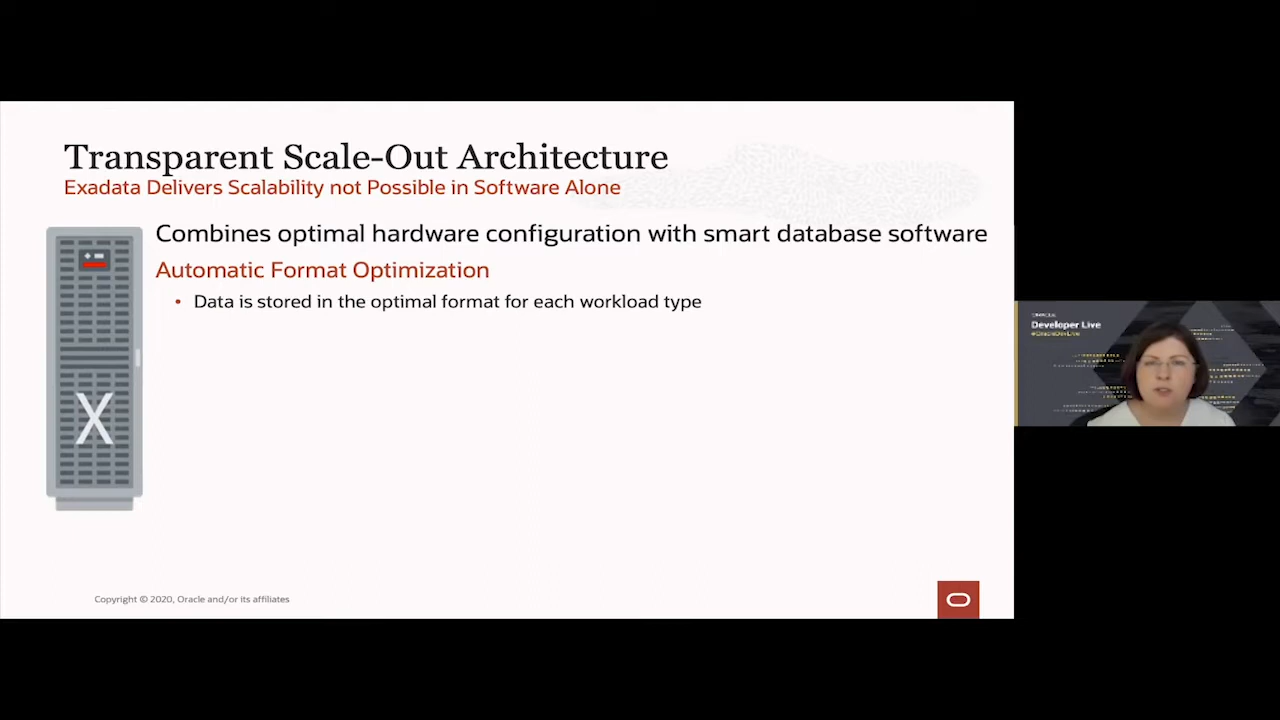 Transparent Scale-Out Architecture
Exadata Delivers Scalability not Possible in Software Alone
Combines optimal hardware configuration with smart database software
Automatic Format Optimization
• Data is stored in the optimal format for each workload type
X
Copyright © 2020, Oracle and/or its affiliates
ORACLE
Developer Live